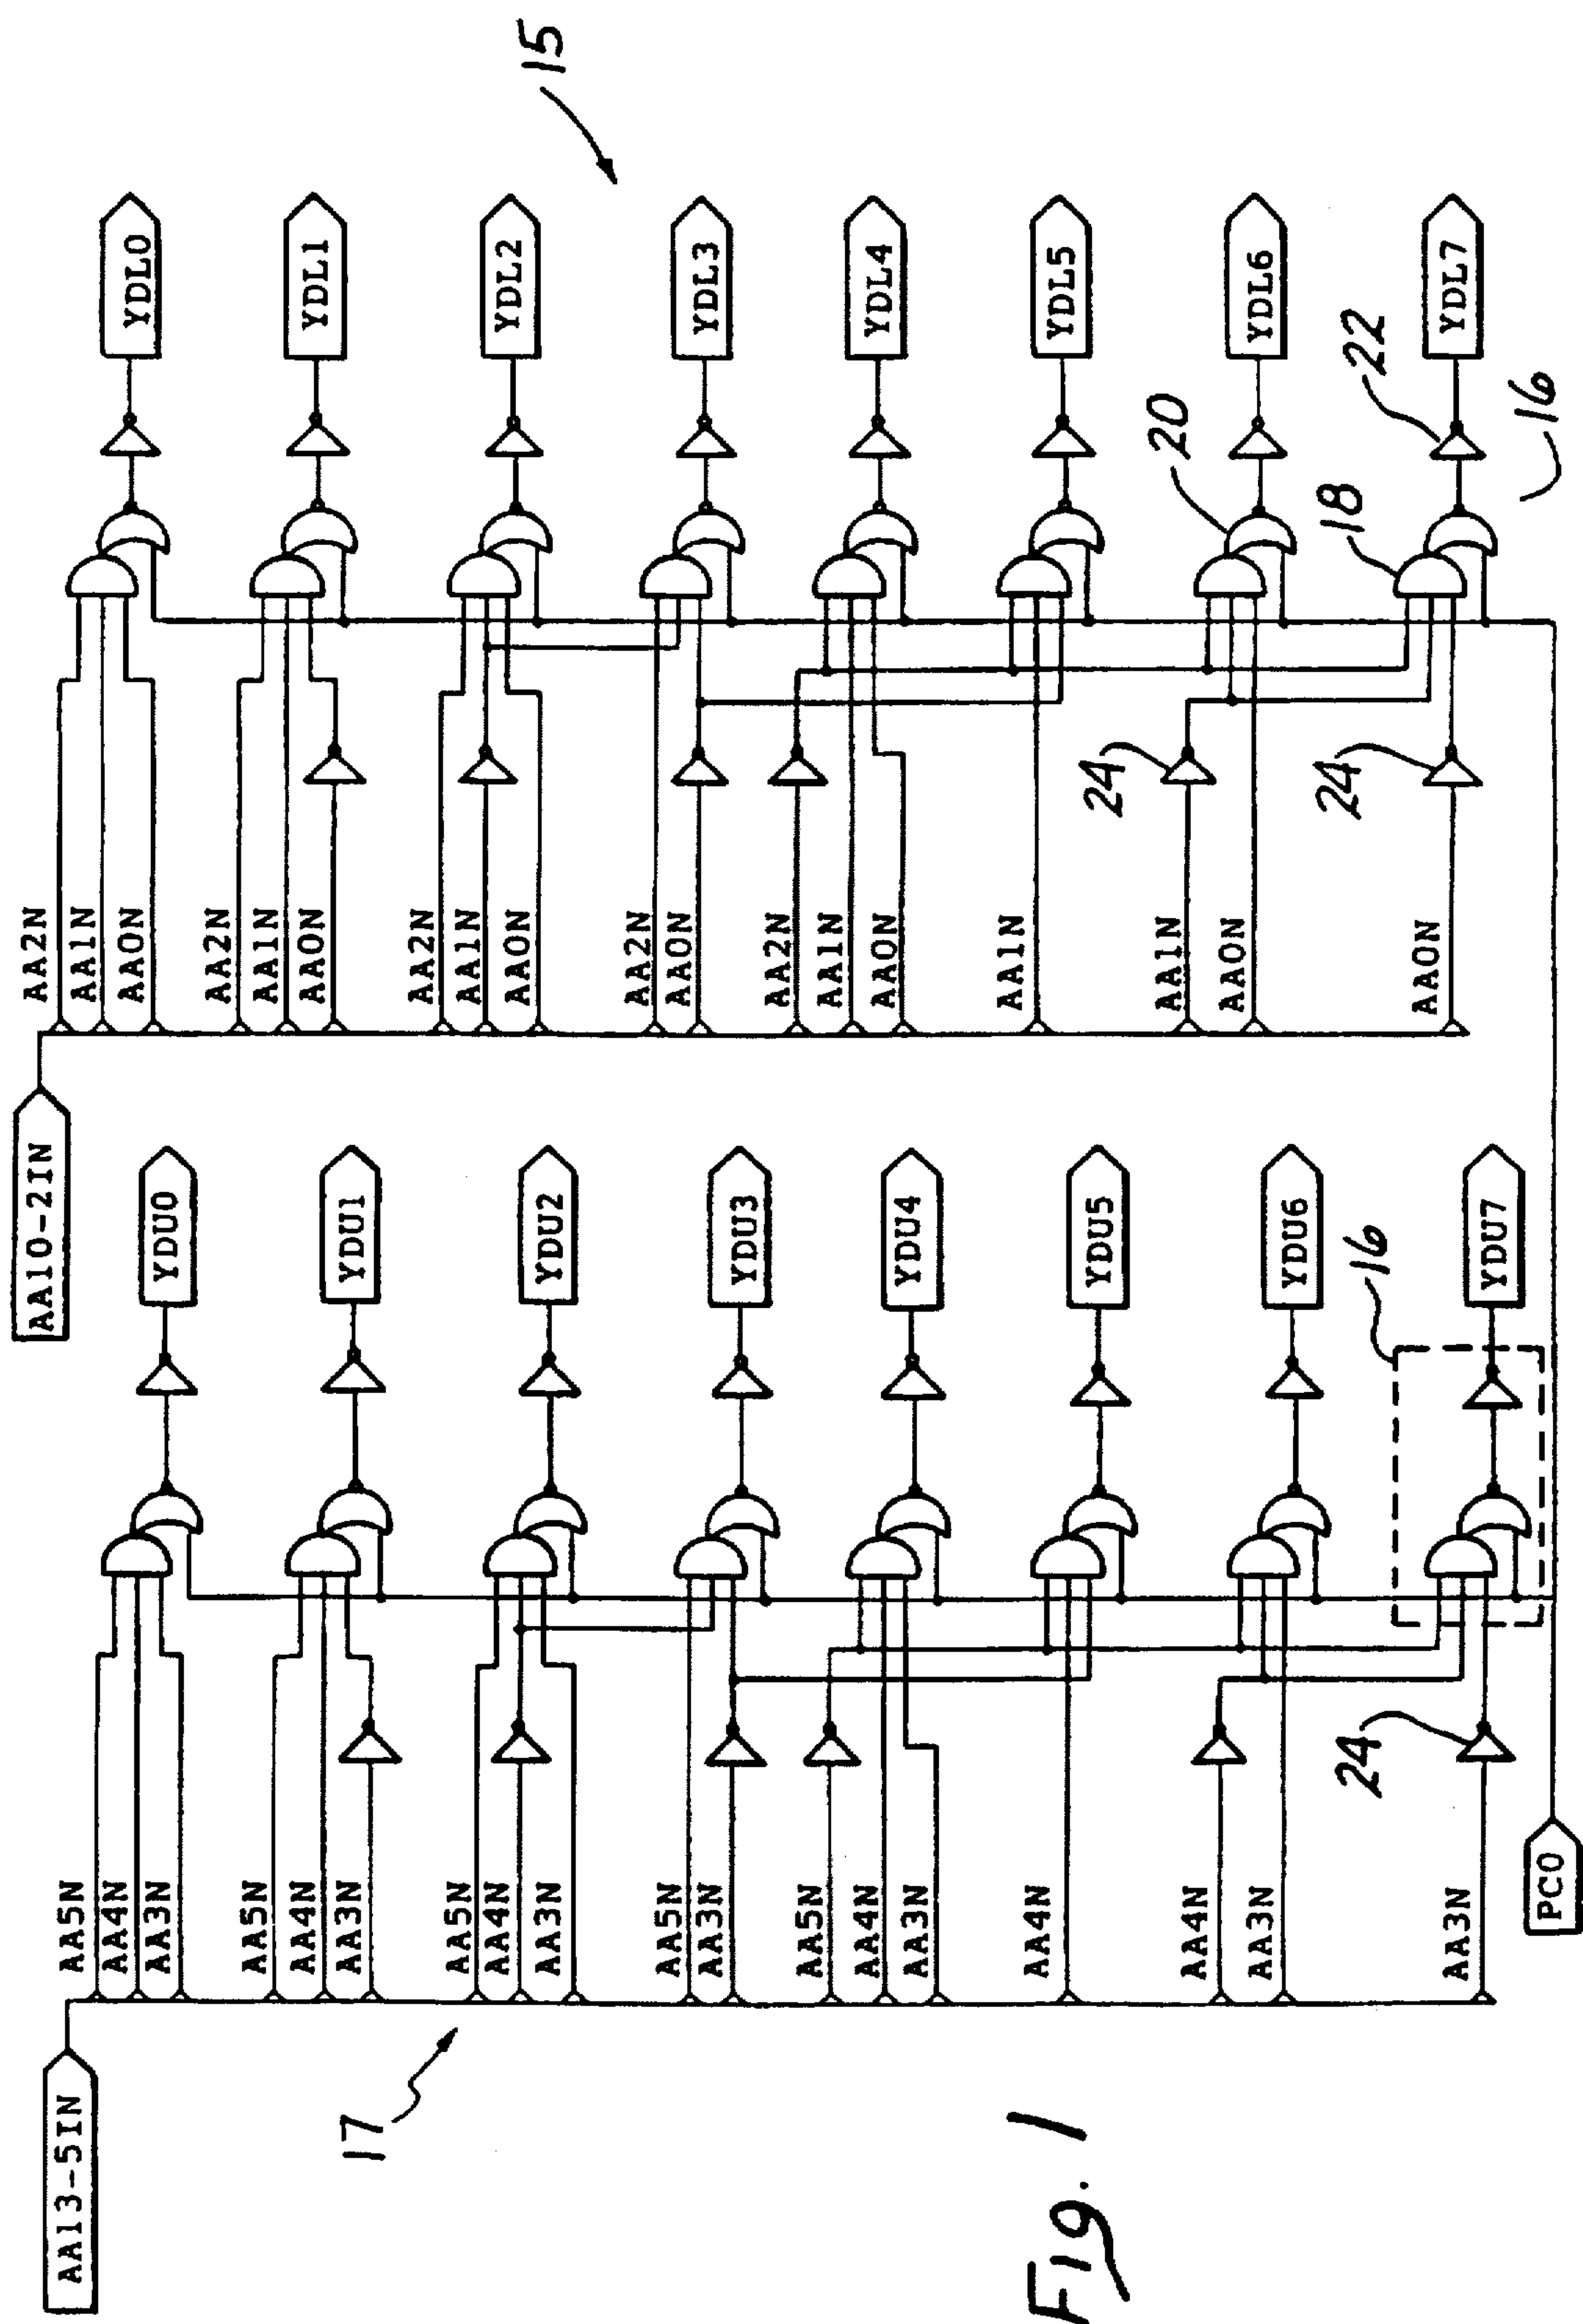 AA10-2IN
AA2N
AA1N
AA0N
YDL0
AA2N
AA1N
AA0N
YDL1
AA2N
AA1N
AA0N
YDL2
AA2N
AA0N
YDL3
AA2N
AA1N
AA0N
YDL4
AA1N
YDL5
AA1N
AA0N
24
20
YDL6
AA0N
24
18
22
YDL7
16
15
AA13-5IN
AA5N
AA4N
AA3N
YDU0
AA5N
AA4N
AA3N
YDU1
AA5N
AA4N
AA3N
YDU2
AA5N
AA3N
YDU3
AA5N
AA4N
AA3N
YDU4
AA4N
YDU5
AA4N
AA3N
YDU6
AA3N
24
16
YDU7
PC0
17
Fig. 1